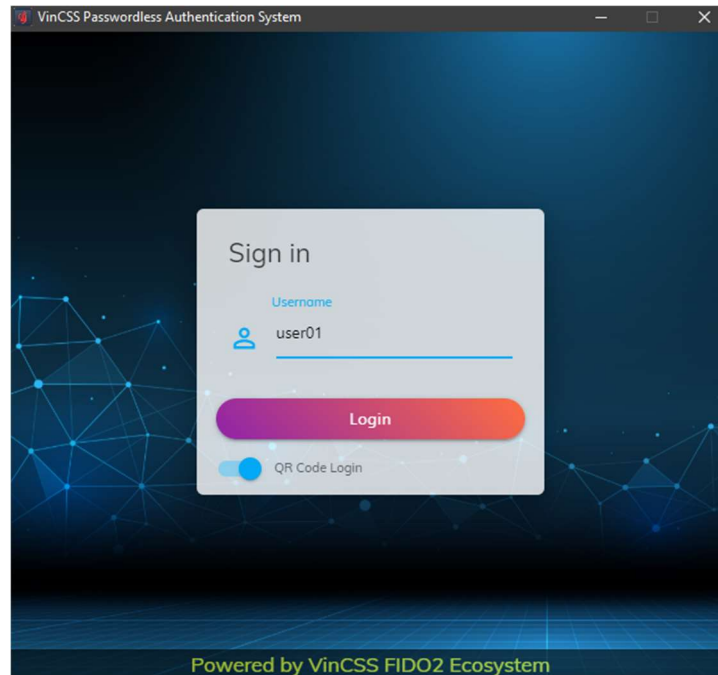 VinCSS Passwordless Authentication System
Sign in
Username
user01
Login
QR Code Login
Powered by VinCSS FIDO2 Ecosystem